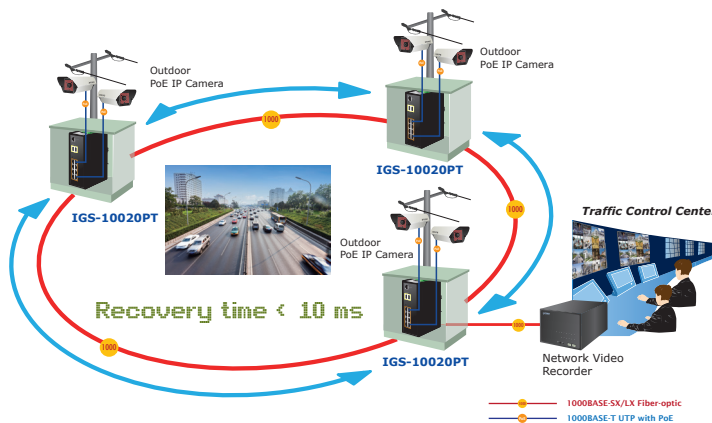 Outdoor
PoE IP Camera
Outdoor
PoE IP Camera
1000
IGS-10020PT
IGS-10020PT
1000
Traffic Control Center
Outdoor
PoE IP Camera
Recovery time < 10 ms
1000
1000
IGS-10020PT
Network Video
Recorder
1000BASE-SX/LX Fiber-optic
1000BASE-T UTP with PoE